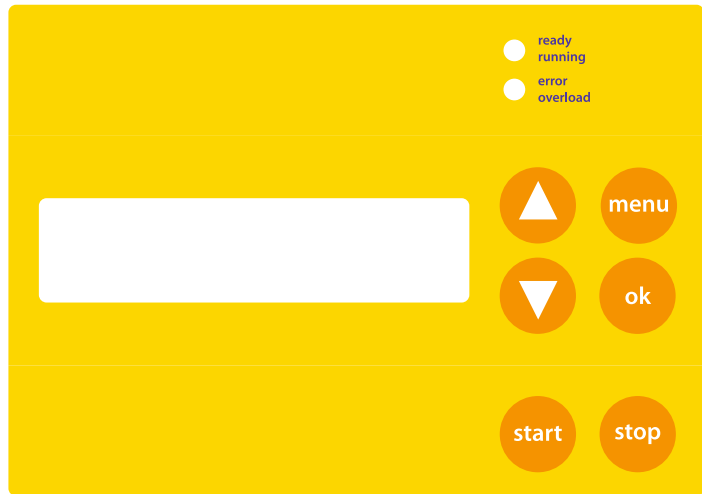 ready
running
error
overload
menu
ok
start
stop